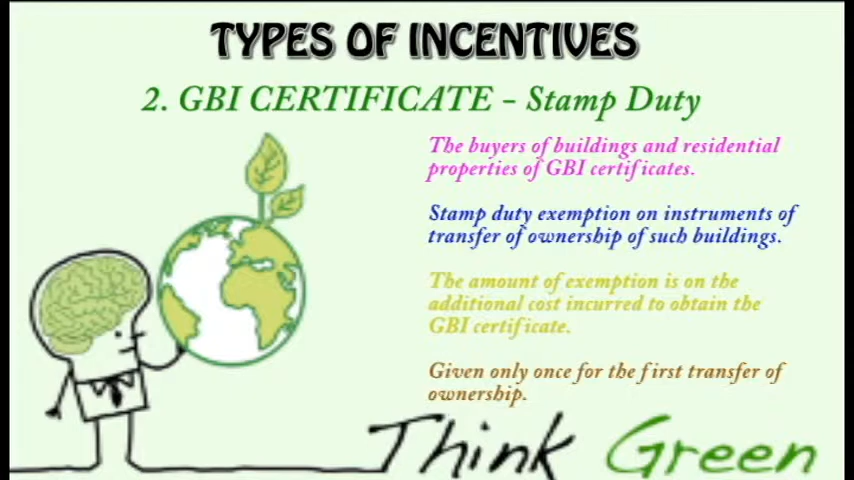 TYPES OF INCENTIVES
2. GBI CERTIFICATE - Stamp Duty
The buyers of buildings and residential
properties of GBI certificates.
Stamp duty exemption on instruments of
transfer of ownership of such buildings.
The amount of exemption is on the
additional cost incurred to obtain the
GBI certificate.
Given only once for the first transfer of
ownership.
Think Green